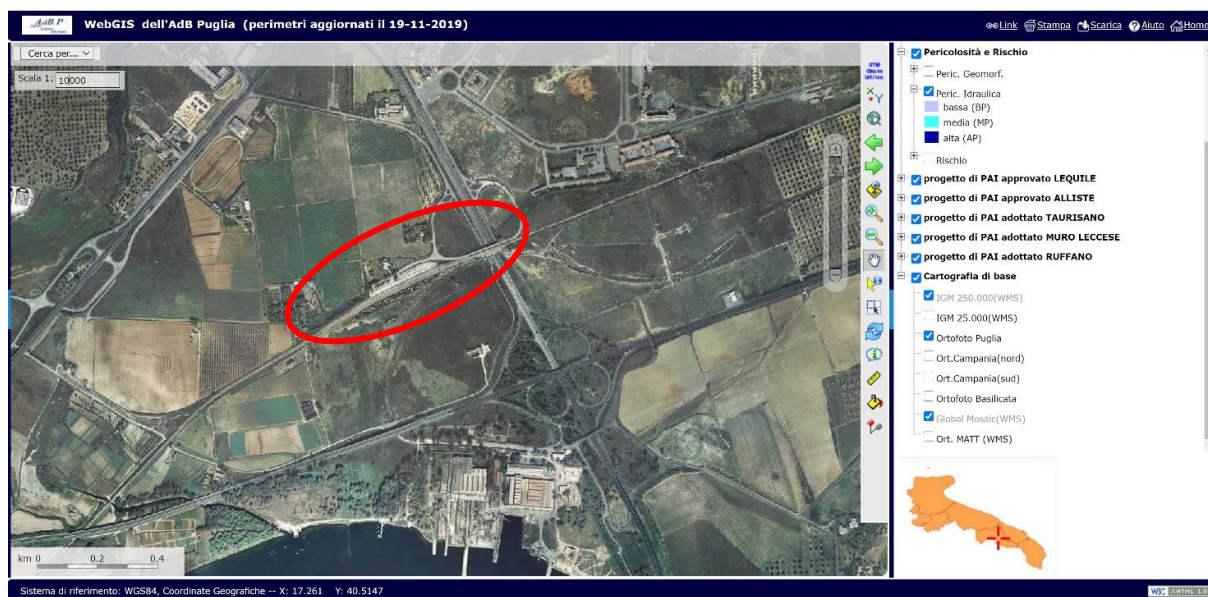 AdB P WebGIS dell'AdB Puglia (perimetri aggiornati il 19-11-2019) Link Stampa Scarica Aiuto Home
Cerca per...
Scala 1: 10000
Pericolosità e Rischio
Peric. Geomorf.
Peric. Idraulica
bassa (BP)
media (MP)
alta (AP)
Rischio
progetto di PAI approvato LEQUILE
progetto di PAI approvato ALLISTE
progetto di PAI adottato TAURISANO
progetto di PAI adottato MURO LECCESE
progetto di PAI adottato RUFFANO
Cartografia di base
IGM 250.000(WMS)
IGM 25.000(WMS)
Ortofoto Puglia
Ort.Campania(nord)
Ort.Campania(sud)
Ortofoto Basilicata
Global Mosaic(WMS)
Ort. MATT (WMS)
km 0 0.2 0.4
Sistema di riferimento: WGS84, Coordinate Geografiche -- X: 17.261 Y: 40.5147
W3C XHTML 1.0